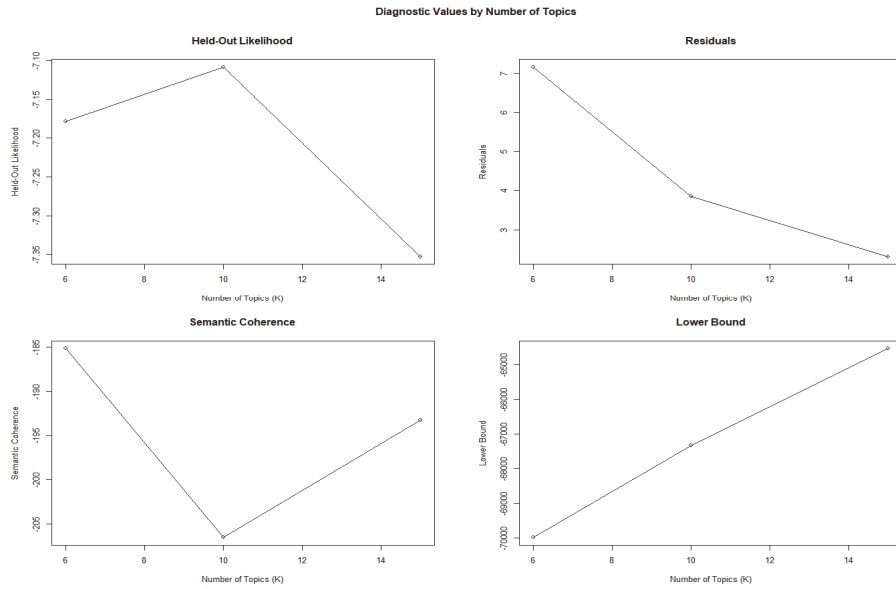 Diagnostic Values by Number of Topics
Held-Out Likelihood
Held-Out Likelihood
-7.10
-7.15
-7.20
-7.25
-7.30
-7.35
6 8 10 12 14
Number of Topics (K)
Residuals
Residuals
7
6
5
4
3
6 8 10 12 14
Number of Topics (K)
Semantic Coherence
Semantic Coherence
-185
-190
-195
-200
-205
6 8 10 12 14
Number of Topics (K)
Lower Bound
Lower Bound
-65000
-66000
-67000
-68000
-69000
-70000
6 8 10 12 14
Number of Topics (K)